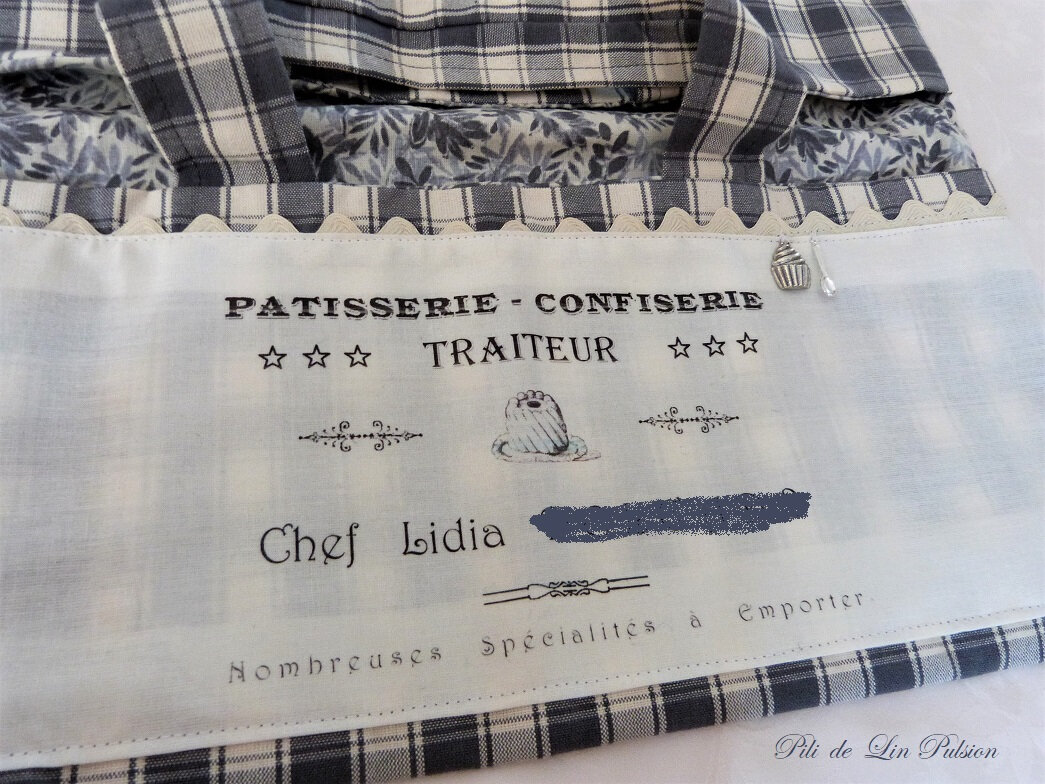 PATISSERIE - CONFISERIE
TRAITEUR
Chef Lidia
Nombreuses Spécialités à Emporter
Pili de Lin Pulsion